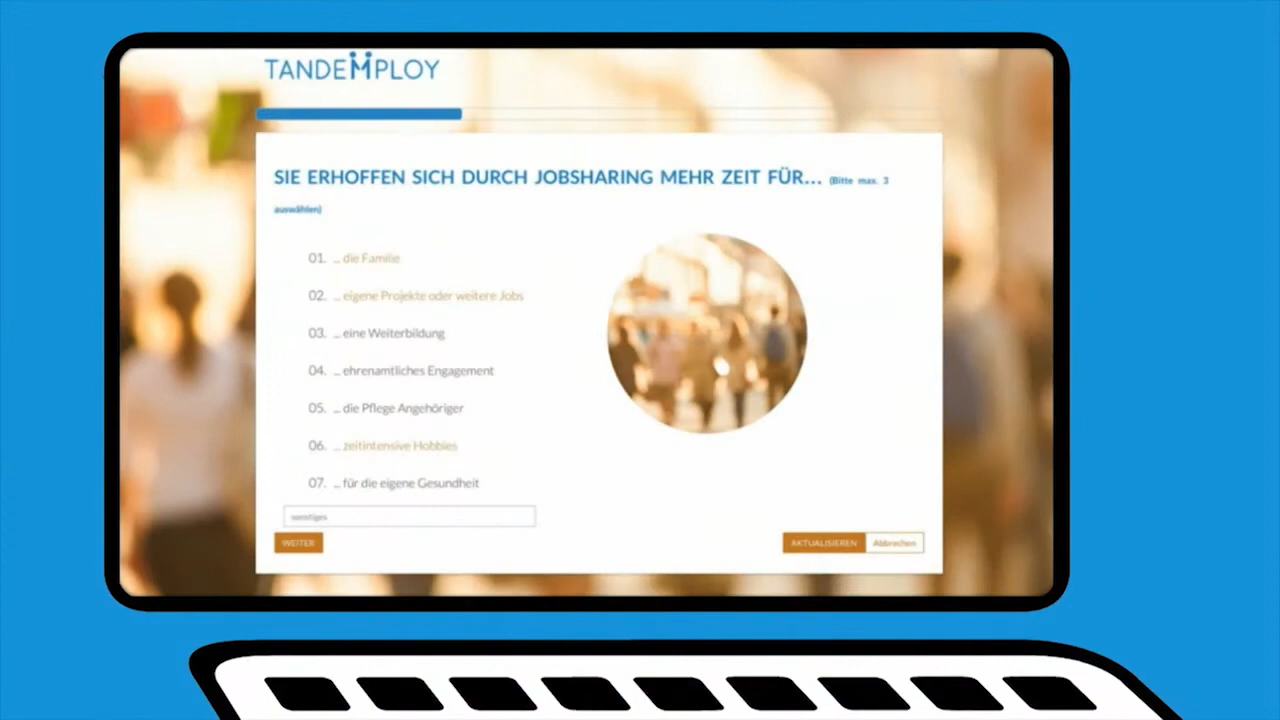 TANDEMPLOY
SIE ERHOFFEN SICH DURCH JOBSHARING MEHR ZEIT FÜR... (Bitte max. 3
auswählen)
01. ... die Familie
02. ... eigene Projekte oder weitere Jobs
03. ... eine Weiterbildung
04. ... ehrenamtliches Engagement
05. ... die Pflege Angehöriger
06. ... zeitintensive Hobbies
07. ... für die eigene Gesundheit
sonstiges
WEITER
AKTUALISIEREN Abbrechen